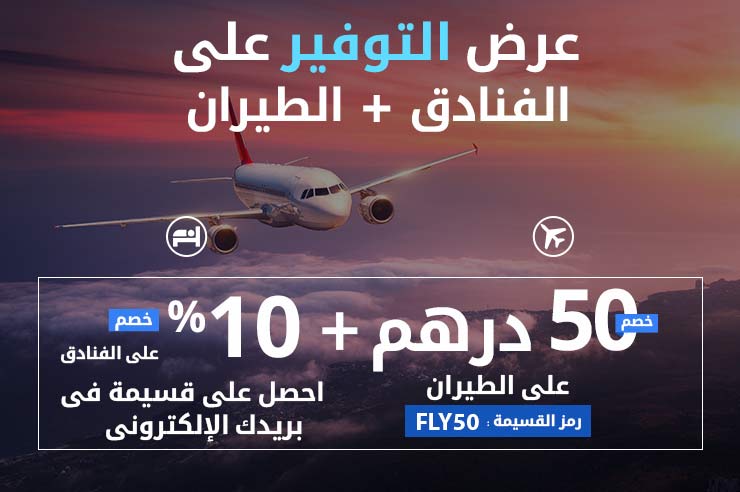 عرض التوفير على
الفنادق + الطيران
خصم 50 درهم + 10% خصم
على الفنادق
على الطيران
رمز القسيمة : FLY50
احصل على قسيمة فى
بريدك الإلكترونى